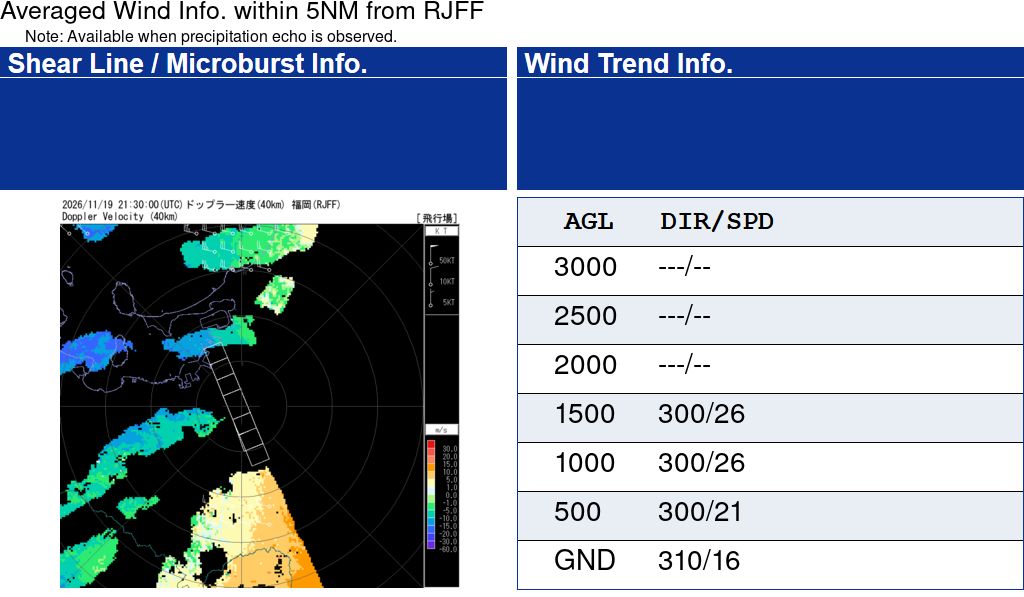 Averaged Wind Info. within 5NM from RJFF
Note: Available when precipitation echo is observed.
Shear Line / Microburst Info.
Wind Trend Info.
2026/11/19 21:30:00(UTC)ドップラー速度(40km) 福岡(RJFF)
Doppler Velocity (40km)
[飛行場]
KT
50KT
10KT
5KT
m/s
30.0
20.0
15.0
10.0
5.0
1.0
0.0
-1.0
-5.0
-10.0
-15.0
-20.0
-30.0
-60.0
AGL DIR/SPD
3000 ---/--
2500 ---/--
2000 ---/--
1500 300/26
1000 300/26
500 300/21
GND 310/16